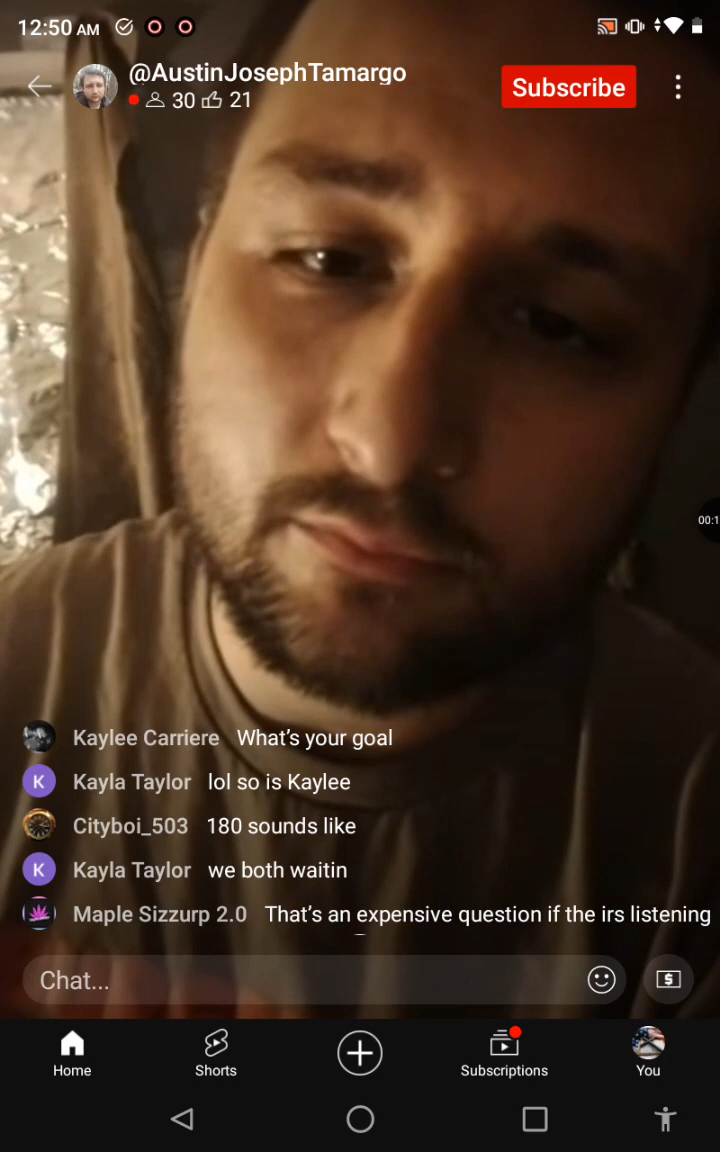 12:50 AM
@AustinJosephTamargo
30 21
Subscribe
00:1
Kaylee Carriere What's your goal
Kayla Taylor lol so is Kaylee
Cityboi_503 180 sounds like
K
Kayla Taylor we both waitin
K
Maple Sizzurp 2.0 That's an expensive question if the irs listening
Chat...
Home
Shorts
Subscriptions
You